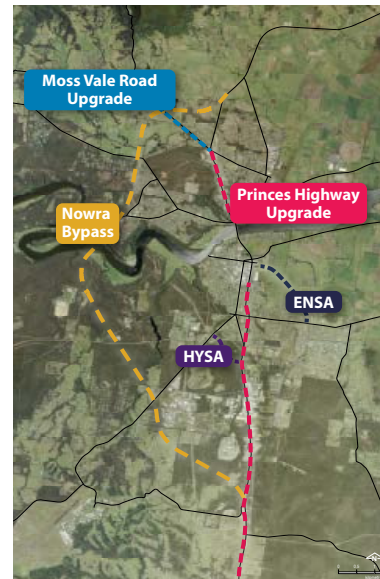 Moss Vale Road
Upgrade
Princes Highway
Upgrade
Nowra
Bypass
ENSA
HYSA
N